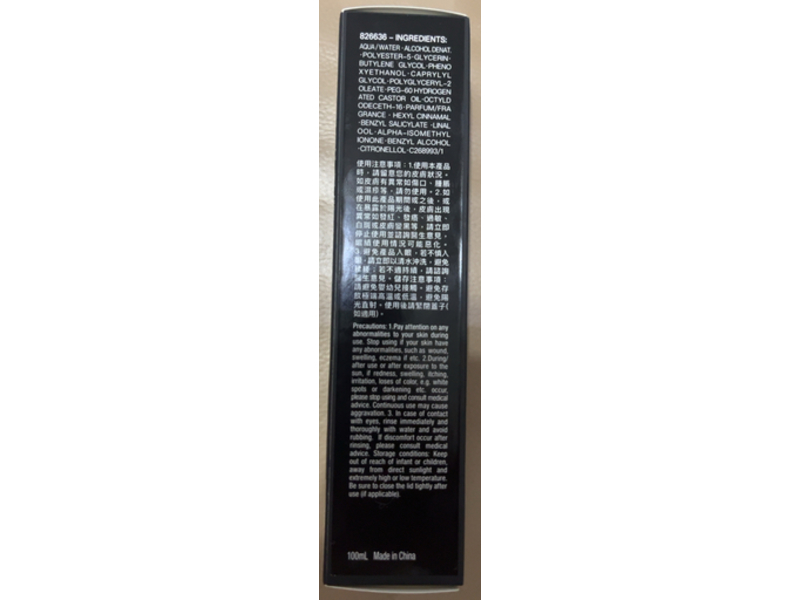 826636 – INGREDIENTS:
AQUA / WATER · ALCOHOL DENAT.
· POLYESTER-5 · GLYCERIN ·
BUTYLENE GLYCOL · PHENO
XYETHANOL · CAPRYLYL
GLYCOL · POLYGLYCERYL-2
OLEATE · PEG-60 HYDROGEN
ATED CASTOR OIL · OCTYLD
ODECETH-16 · PARFUM/FRA
GRANCE · HEXYL CINNAMAL
· BENZYL SALICYLATE · LINAL
OOL · ALPHA-ISOMETHYL
IONONE · BENZYL ALCOHOL
· CITRONELLOL · C268993/1
使用注意事項：1.使用本產品
時，請留意您的皮膚狀況。
如皮膚有異常如傷口、腫脹
或濕疹等，請勿使用。2.如
使用此產品期間或之後，或
在暴露於陽光後，皮膚出現
異常如發紅、發癢、過敏、
白斑或皮膚變黑等，請立即
停止使用並請詢醫生意見。
繼續使用情況可能惡化。
3.避免產品入眼，若不慎入
眼，請立即以清水沖洗，避免
揉擦；若不適持續，請諮詢
醫生意見。儲存注意事項：
請避免嬰幼兒接觸。避免存
放極端高溫或低溫，避免陽
光直射。使用後請緊閉蓋子(
如適用)。
Precautions: 1.Pay attention on any
abnormalities to your skin during
use. Stop using if your skin have
any abnormalities, such as wound,
swelling, eczema if etc. 2.During/
after use or after exposure to the
sun, if redness, swelling, itching,
irritation, loses of color, e.g. white
spots or darkening etc. occur,
please stop using and consult medical
advice. Continuous use may cause
aggravation. 3. In case of contact
with eyes, rinse immediately and
thoroughly with water and avoid
rubbing. If discomfort occur after
rinsing, please consult medical
advice. Storage conditions: Keep
out of reach of infant or children,
away from direct sunlight and
extremely high or low temperature.
Be sure to close the lid tightly after
use (if applicable).
100mL Made in China